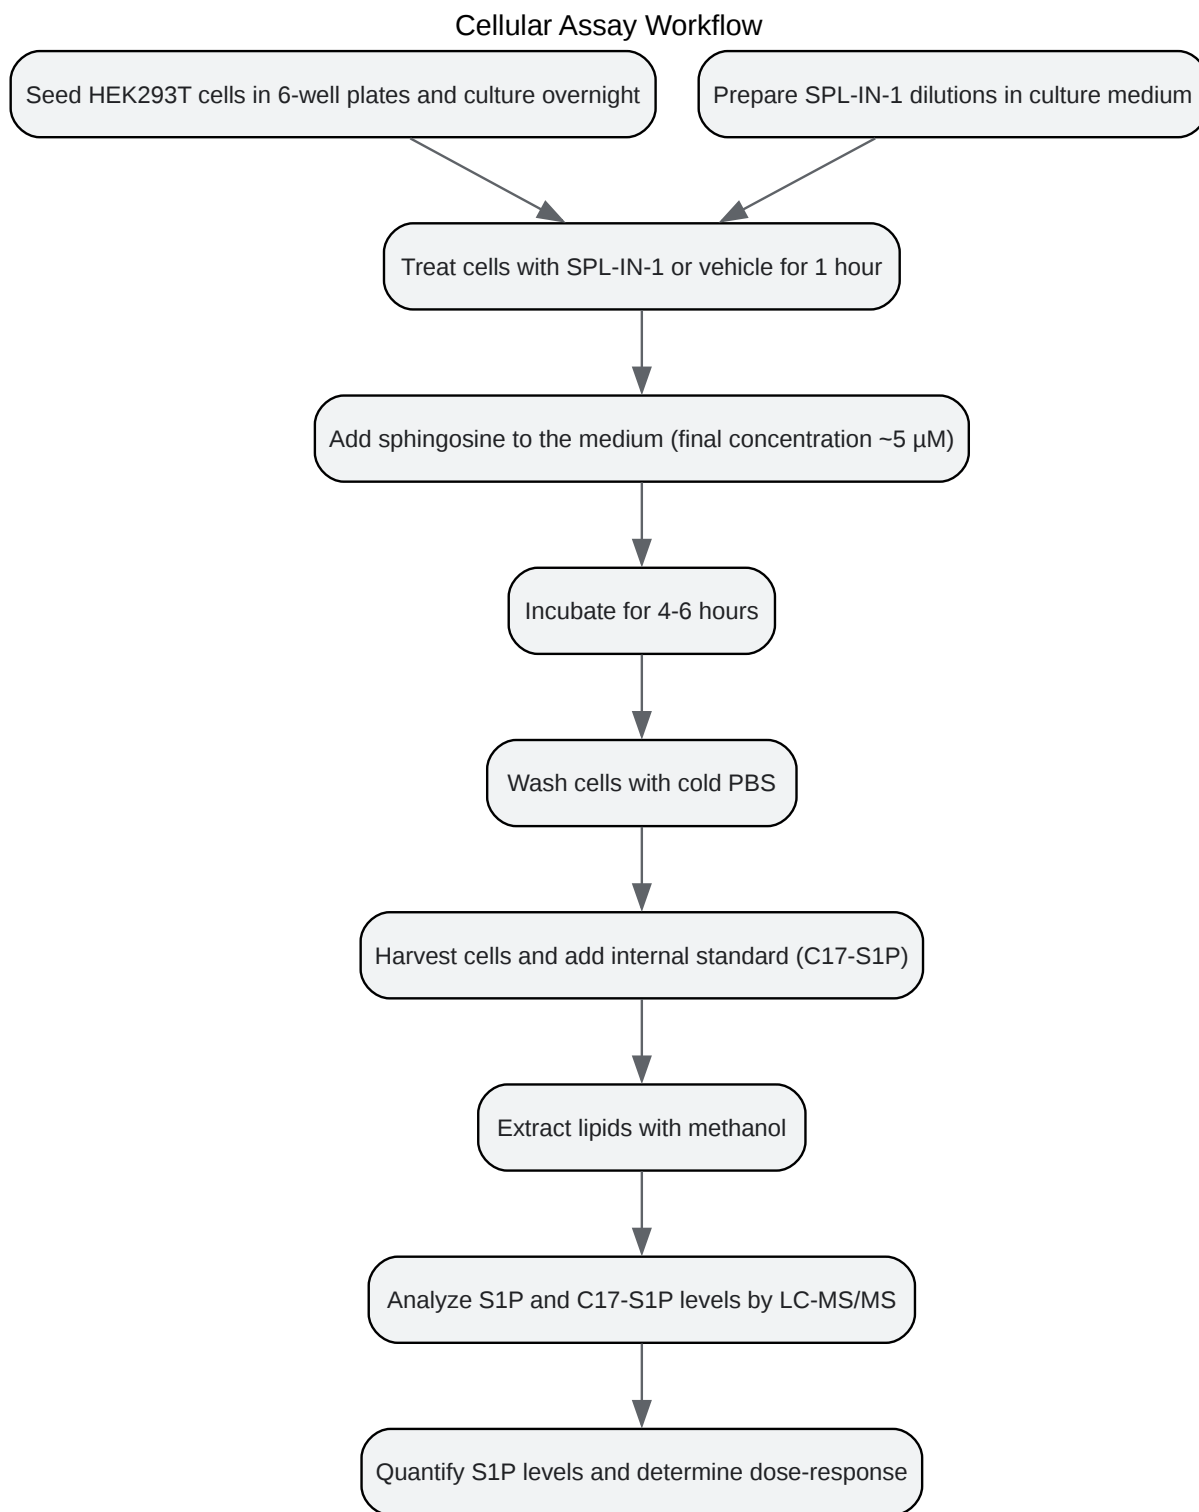 Cellular Assay Workflow
Seed HEK293T cells in 6-well plates and culture overnight
Prepare SPL-IN-1 dilutions in culture medium
Treat cells with SPL-IN-1 or vehicle for 1 hour
Add sphingosine to the medium (final concentration ~5 µM)
Incubate for 4-6 hours
Wash cells with cold PBS
Harvest cells and add internal standard (C17-S1P)
Extract lipids with methanol
Analyze S1P and C17-S1P levels by LC-MS/MS
Quantify S1P levels and determine dose-response